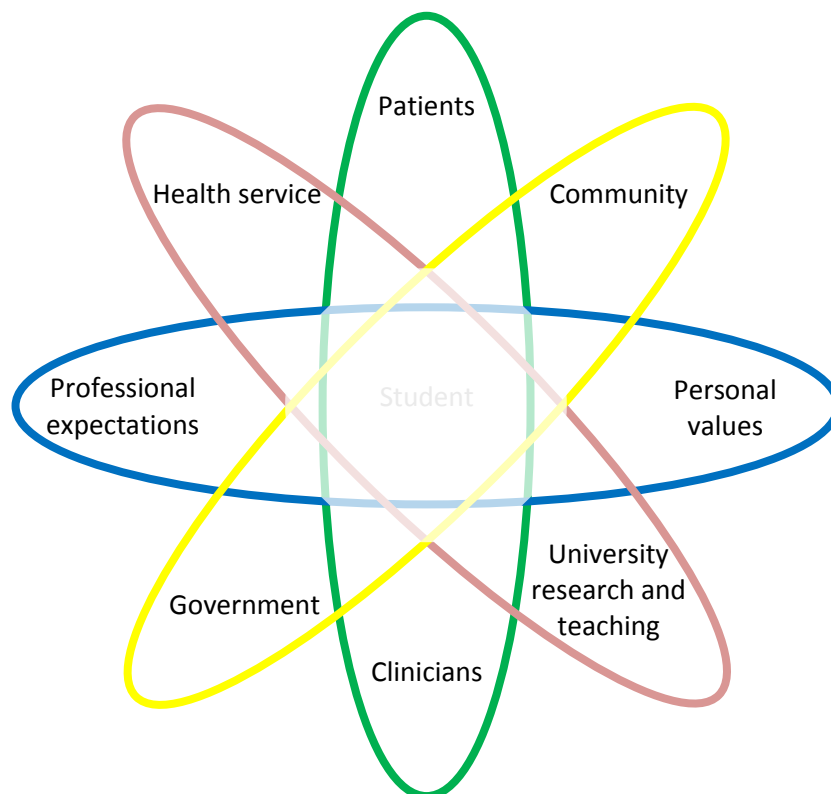 Patients
Health service
Community
Professional
expectations
Student
Personal
values
University
research and
teaching
Government
Clinicians